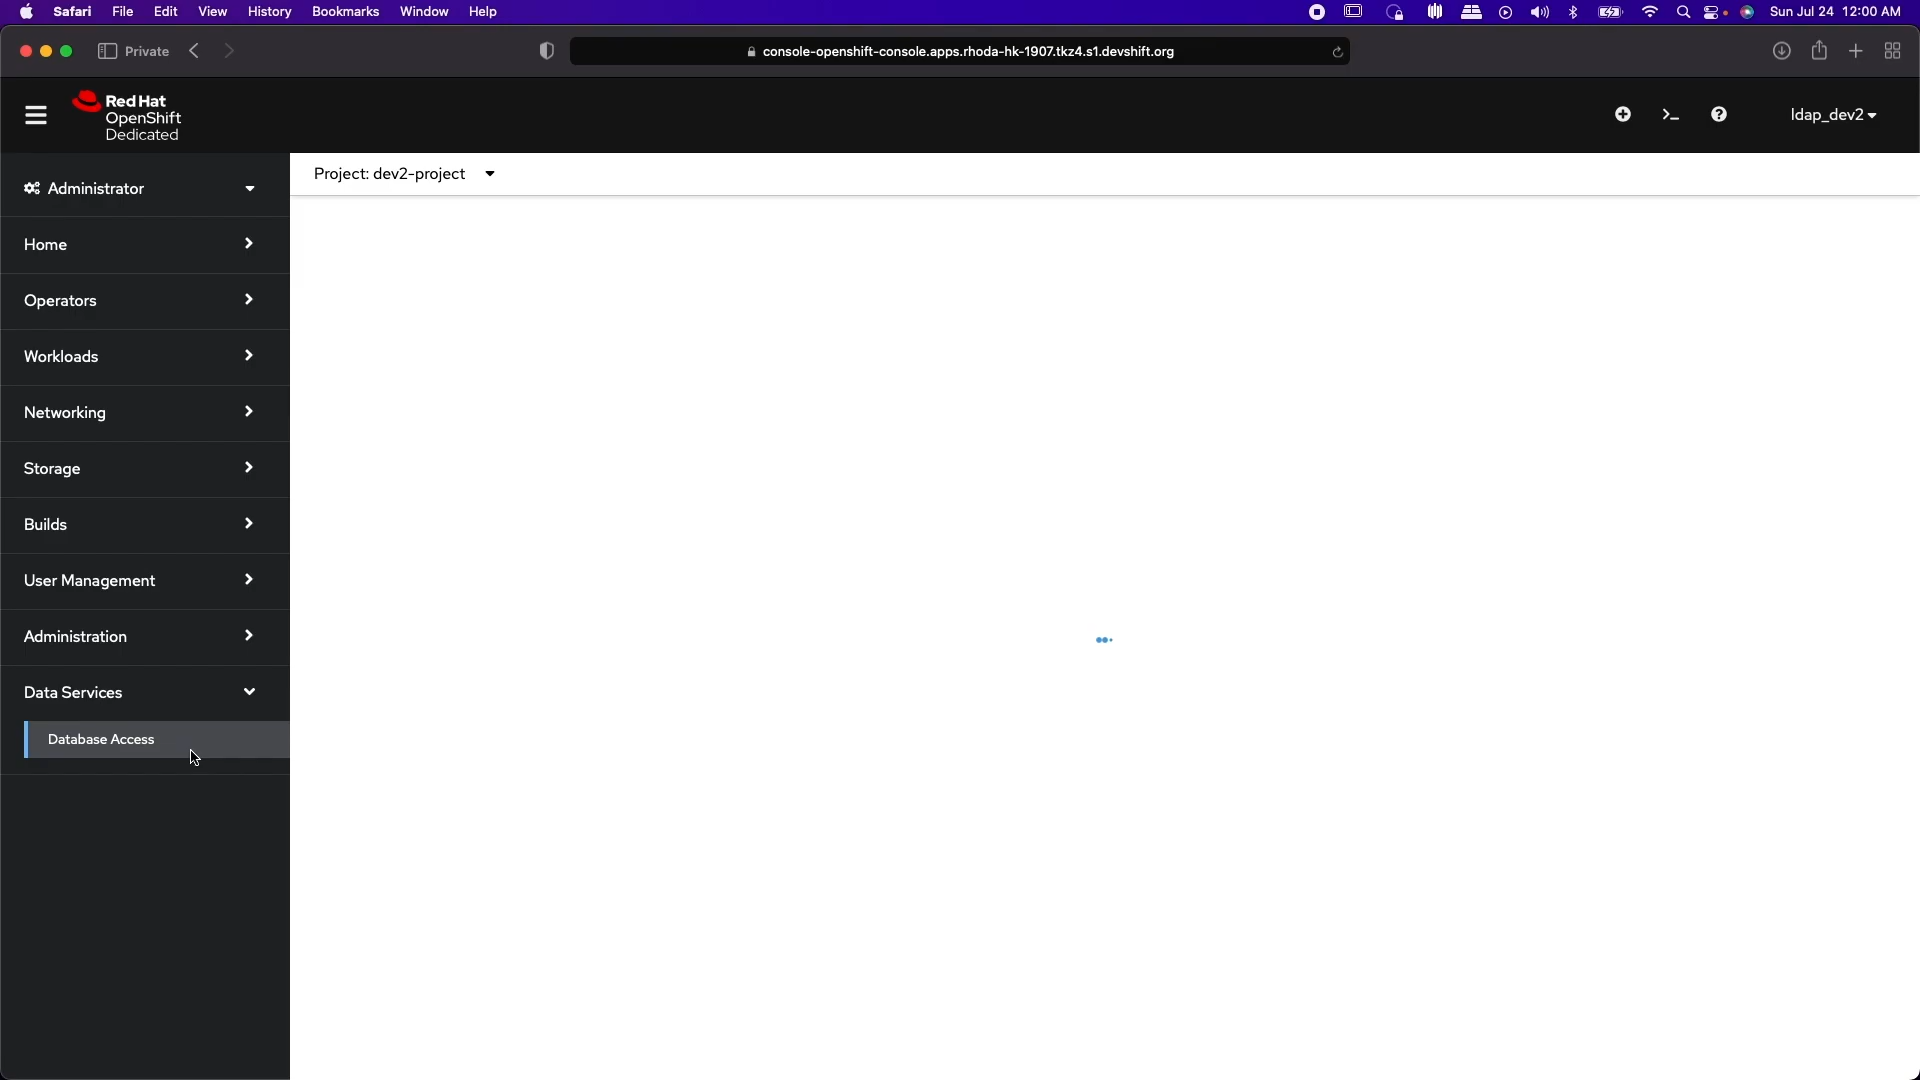 Safari File Edit View History Bookmarks Window Help Sun Jul 24 12:00 AM
Private console-openshift-console.apps.rhoda-hk-1907.tkz4.s1.devshift.org
Red Hat
OpenShift
Dedicated
ldap_dev2
Project: dev2-project
Administrator
Home
Operators
Workloads
Networking
Storage
Builds
User Management
Administration
Data Services
Database Access